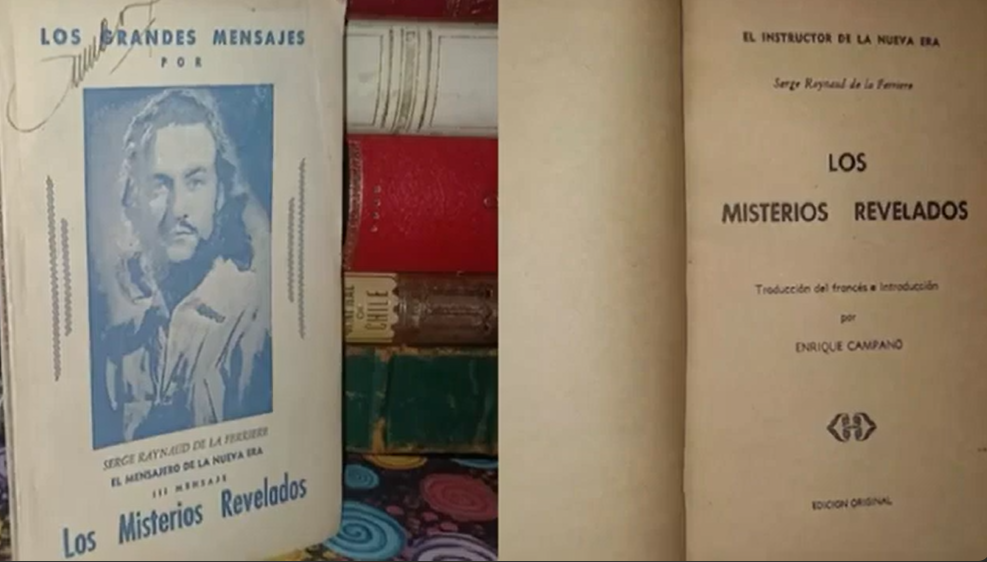 LOS GRANDES MENSAJES
POR
SERGE RAYNAUD DE LA FERRIERE
EL MENSAJERO DE LA NUEVA ERA
III MENSAJE
Los Misterios Revelados
DE
CHILE
EL INSTRUCTOR DE LA NUEVA ERA
Serge Raynaud de la Ferriere
LOS
MISTERIOS REVELADOS
Traducción del francés e Introducción
por
ENRIQUE CAMPANO
EDICION ORIGINAL